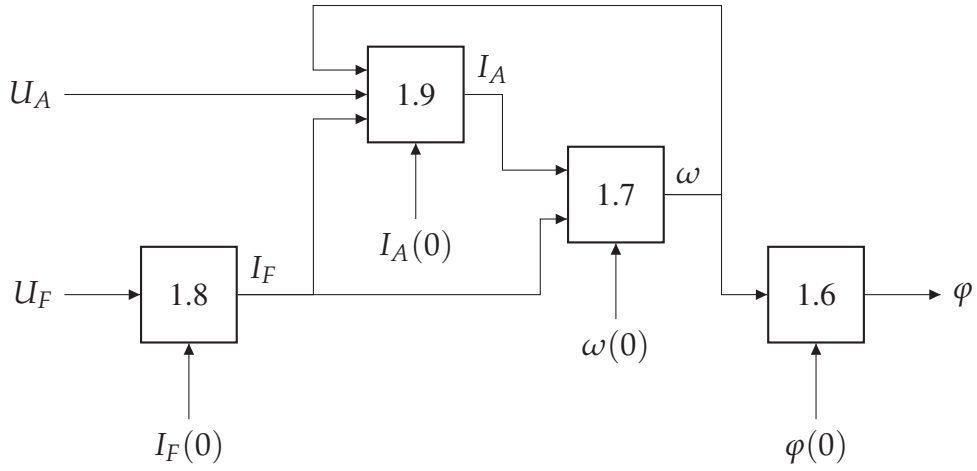 U_A
1.9
I_A
I_A(0)
1.7
ω
ω(0)
U_F
1.8
I_F
I_F(0)
1.6
φ
φ(0)